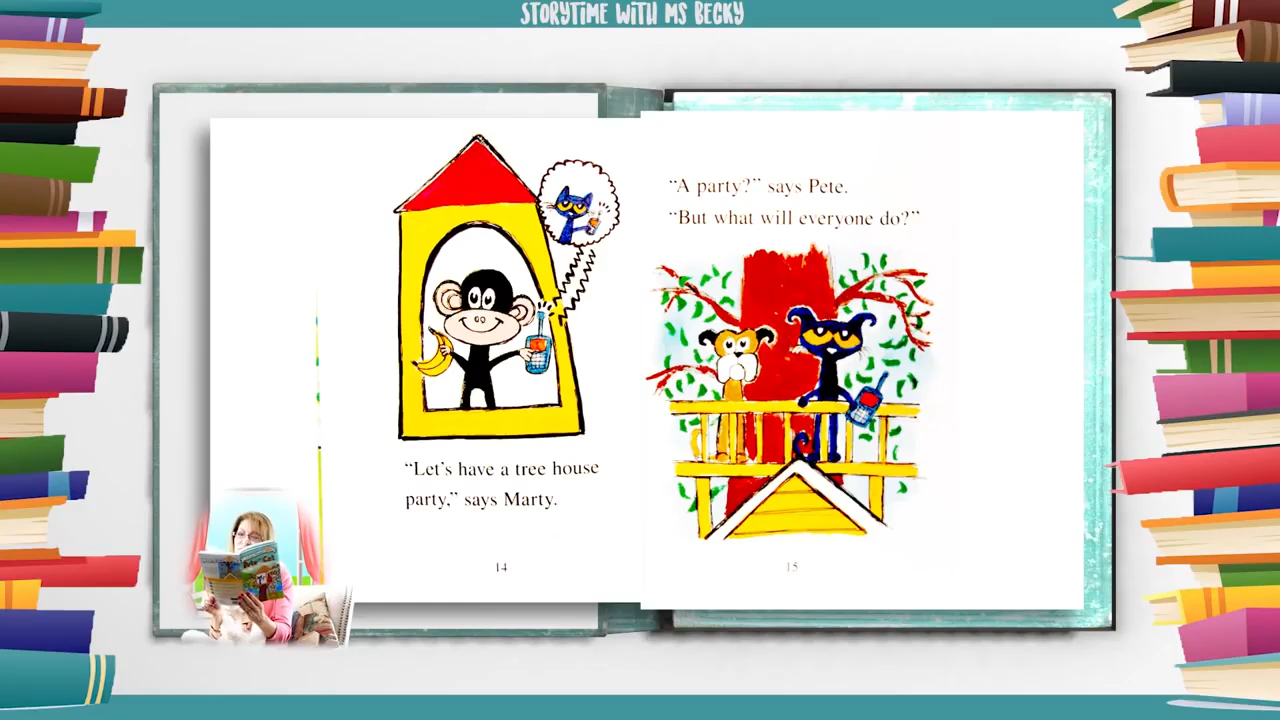 STORYTIME WITH MS BECKY
“Let’s have a tree house
party,” says Marty.
14
“A party?” says Pete.
“But what will everyone do?”
15